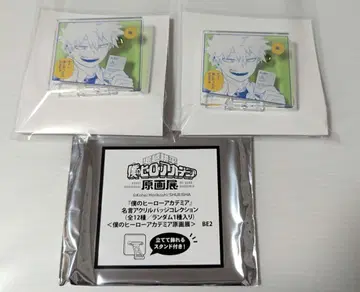 僕のヒーローアカデミア
原画展
「僕のヒーローアカデミア」
名言アクリルバッジコレクション
(全12種/ランダム1種入り)
<僕のヒーローアカデミア原画展> BE2
立てて飾れる
スタンド付き!